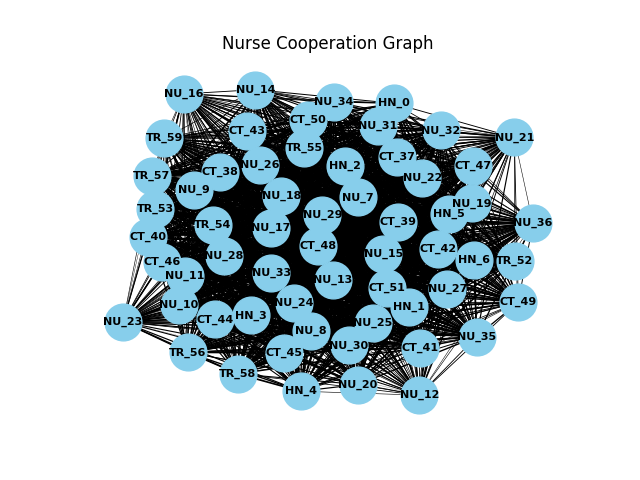 Nurse Cooperation Graph
NU_16
NU_14
NU_34
HN_0
CT_50
NU_31
CT_43
NU_32
TR_59
NU_21
TR_55
CT_37
HN_2
NU_26
CT_47
CT_38
TR_57
NU_22
NU_9
NU_18
NU_7
NU_19
TR_53
HN_5
NU_29
CT_39
NU_36
TR_54
NU_17
CT_40
CT_48
CT_42
NU_15
NU_28
HN_6
TR_52
CT_46
NU_33
NU_11
NU_13
CT_51
NU_27
CT_49
NU_24
NU_10
HN_1
HN_3
CT_44
NU_23
NU_25
NU_8
NU_35
NU_30
CT_41
TR_56
CT_45
TR_58
NU_20
HN_4
NU_12